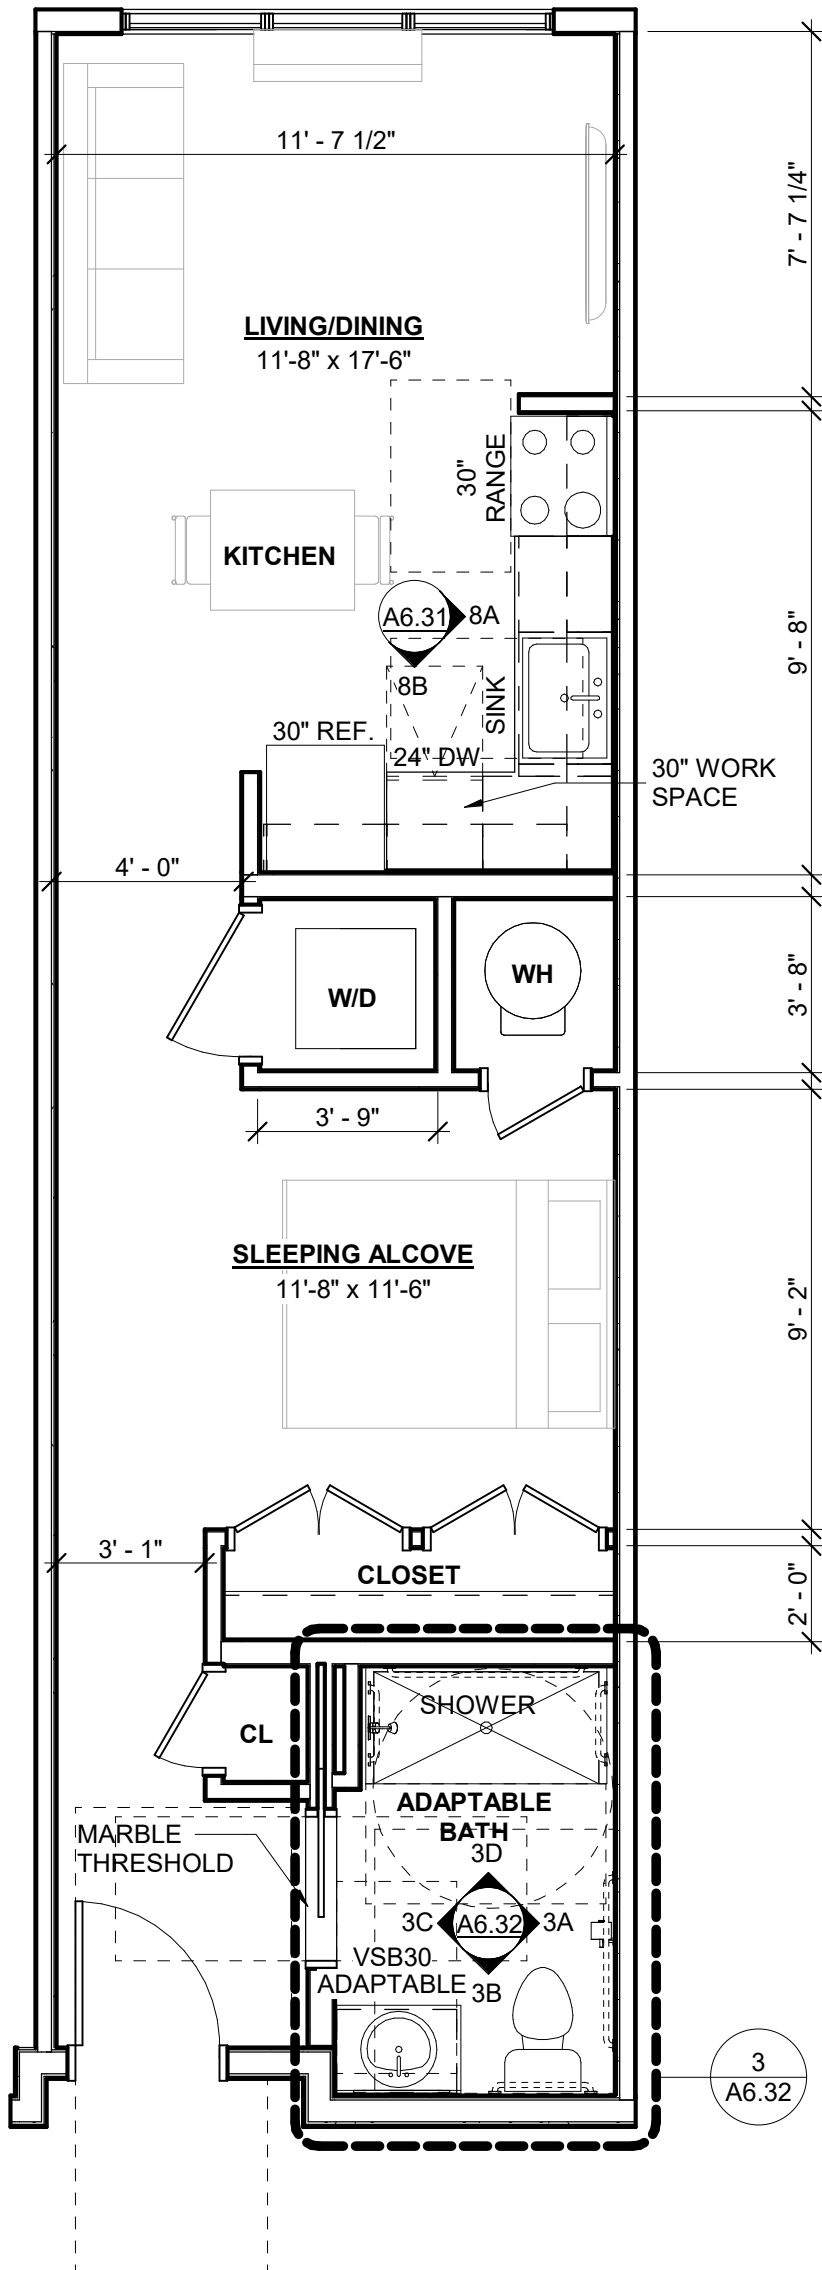 11' - 7 1/2"
7' - 7 1/4"
LIVING/DINING
11'-8" x 17'-6"
30"
RANGE
KITCHEN
A6.31
8A
8B
SINK
9' - 8"
30" REF.
24" DW
30" WORK
SPACE
4' - 0"
W/D
WH
3' - 8"
3' - 9"
SLEEPING ALCOVE
11'-8" x 11'-6"
9' - 2"
3' - 1"
CLOSET
2' - 0"
SHOWER
CL
ADAPTABLE
BATH
MARBLE
THRESHOLD
3D
3C
A6.32
3A
3B
VSB30
ADAPTABLE
3
A6.32